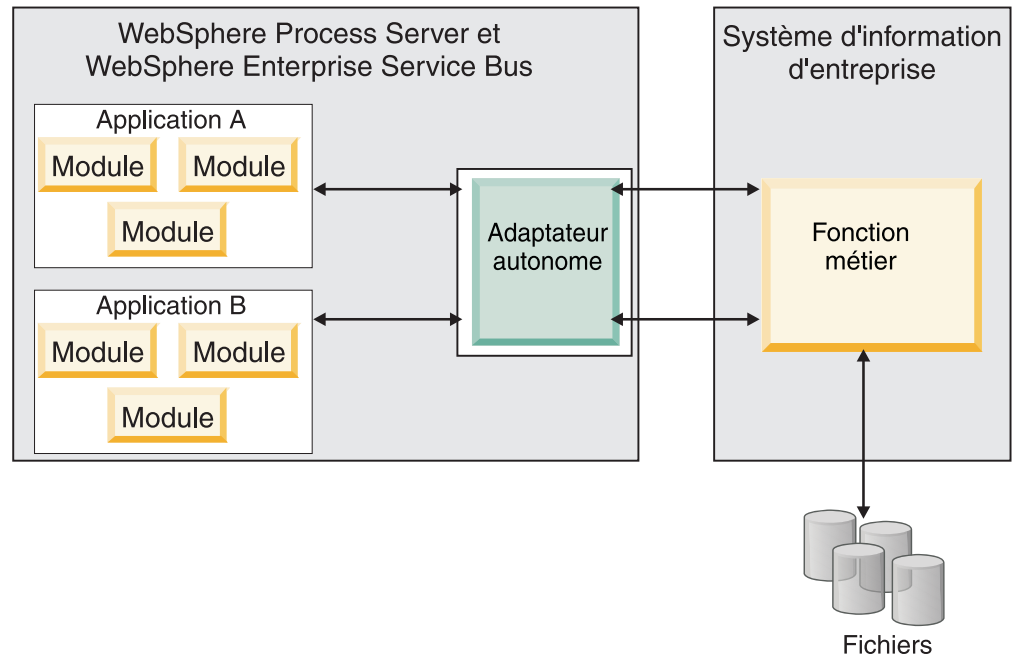 WebSphere Process Server et
WebSphere Enterprise Service Bus
Application A
Module
Module
Module
Application B
Module
Module
Module
Adaptateur
autonome
Système d'information
d'entreprise
Fonction
métier
Fichiers